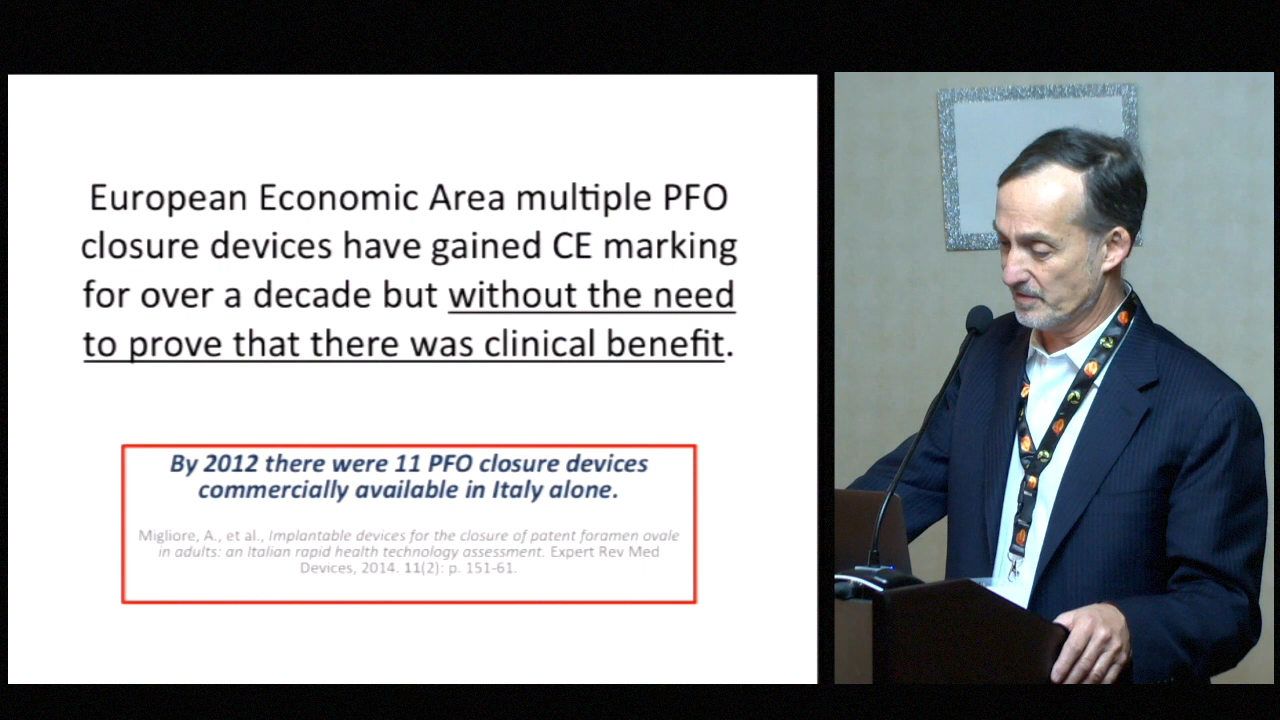 European Economic Area multiple PFO
closure devices have gained CE marking
for over a decade but without the need
to prove that there was clinical benefit.
By 2012 there were 11 PFO closure devices
commercially available in Italy alone.
Migliore, A., et al., Implantable devices for the closure of patent foramen ovale
in adults: an Italian rapid health technology assessment. Expert Rev Med
Devices, 2014. 11(2): p. 151-61.